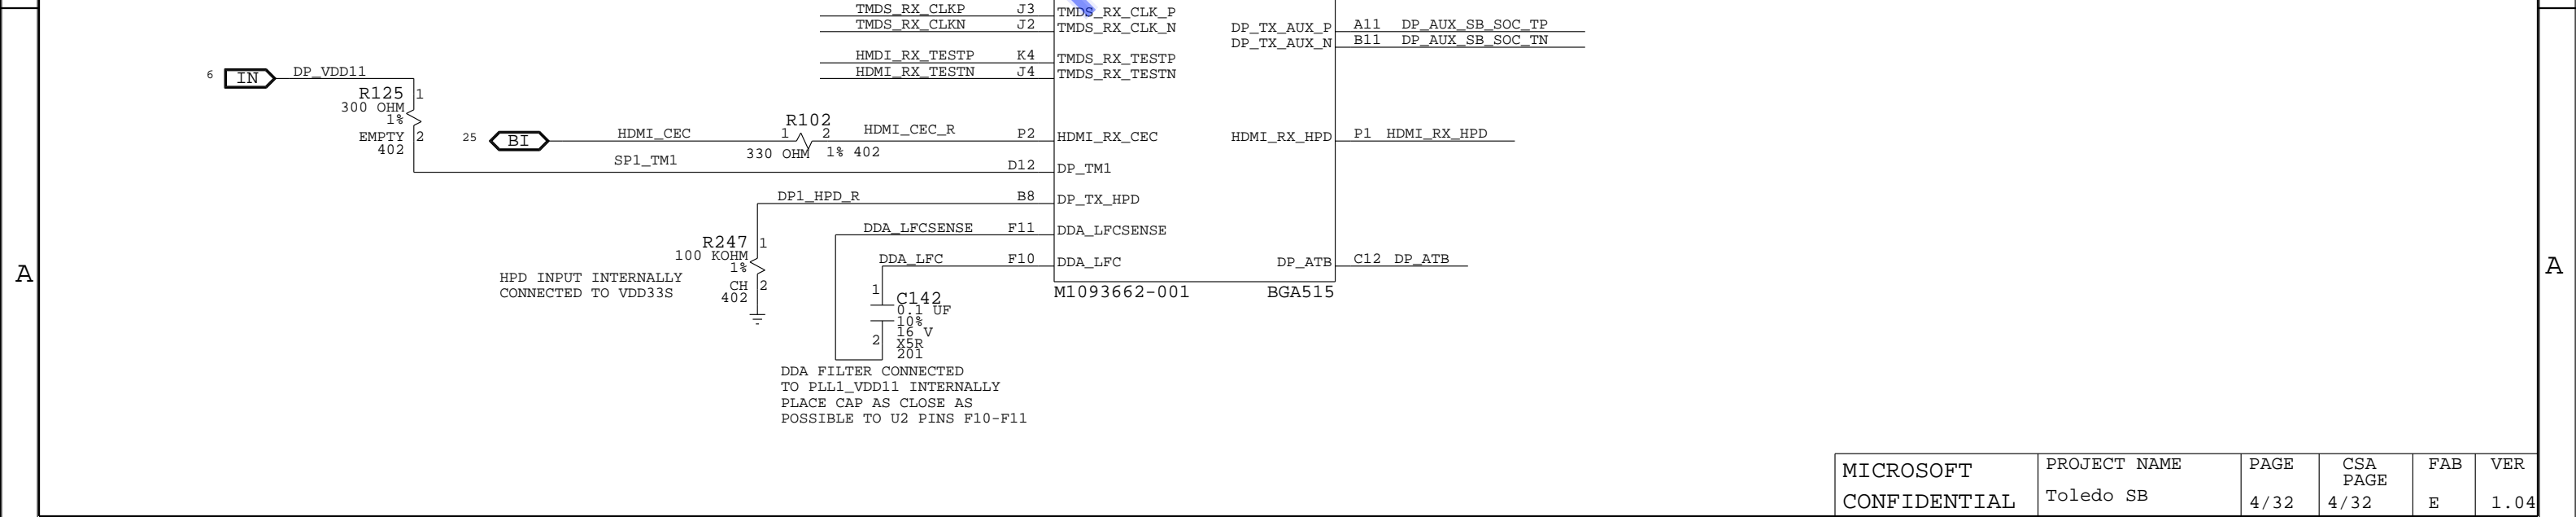 TMDS_RX_CLKP J3 TMDS_RX_CLK_P
TMDS_RX_CLKN J2 TMDS_RX_CLK_N
DP_TX_AUX_P A11 DP_AUX_SB_SOC_TP
DP_TX_AUX_N B11 DP_AUX_SB_SOC_TN
HMDI_RX_TESTP K4 TMDS_RX_TESTP
HDMI_RX_TESTN J4 TMDS_RX_TESTN
6 IN DP_VDD11
R125 1
300 OHM
1%
EMPTY 2
402
25 BI HDMI_CEC
R102
1 2
330 OHM 1% 402
HDMI_CEC_R P2 HDMI_RX_CEC
HDMI_RX_HPD P1 HDMI_RX_HPD
SP1_TM1 D12 DP_TM1
DP1_HPD_R B8 DP_TX_HPD
DDA_LFCSENSE F11 DDA_LFCSENSE
R247 1
100 KOHM
1%
CH 2
402
HPD INPUT INTERNALLY
CONNECTED TO VDD33S
DDA_LFC F10 DDA_LFC
DP_ATB C12 DP_ATB
M1093662-001 BGA515
1
C142
0.1 UF
10%
16 V
2
X5R
201
DDA FILTER CONNECTED
TO PLL1_VDD11 INTERNALLY
PLACE CAP AS CLOSE AS
POSSIBLE TO U2 PINS F10-F11
A
A
MICROSOFT
CONFIDENTIAL
PROJECT NAME
Toledo SB
PAGE
4/32
CSA
PAGE
4/32
FAB
E
VER
1.04